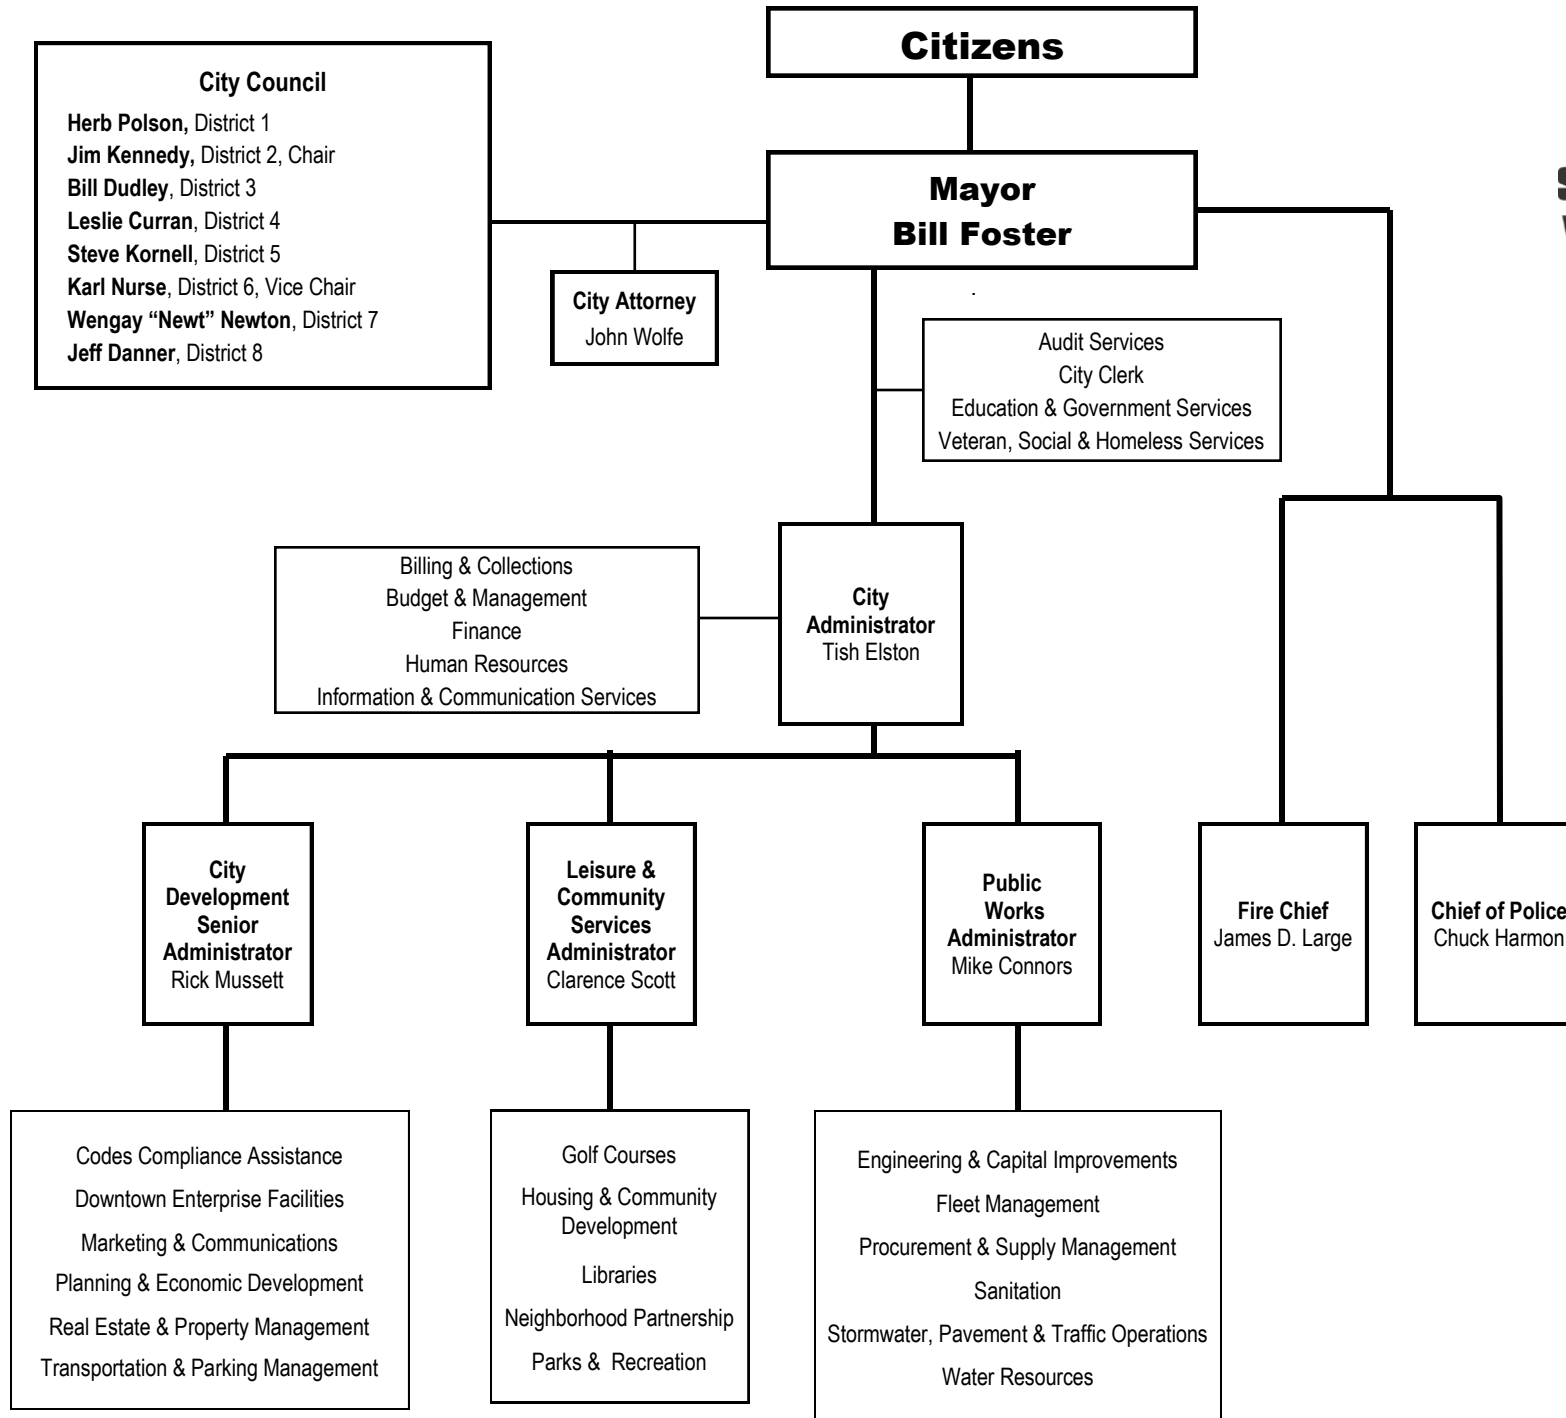 Citizens
City Council
Herb Polson, District 1
Jim Kennedy, District 2, Chair
Bill Dudley, District 3
Leslie Curran, District 4
Steve Kornell, District 5
Karl Nurse, District 6, Vice Chair
Wengay “Newt” Newton, District 7
Jeff Danner, District 8
Mayor
Bill Foster
City Attorney
John Wolfe
Audit Services
City Clerk
Education & Government Services
Veteran, Social & Homeless Services
Billing & Collections
Budget & Management
Finance
Human Resources
Information & Communication Services
City
Administrator
Tish Elston
City
Development
Senior
Administrator
Rick Mussett
Leisure &
Community
Services
Administrator
Clarence Scott
Public
Works
Administrator
Mike Connors
Fire Chief
James D. Large
Chief of Police
Chuck Harmon
Codes Compliance Assistance
Downtown Enterprise Facilities
Marketing & Communications
Planning & Economic Development
Real Estate & Property Management
Transportation & Parking Management
Golf Courses
Housing & Community
Development
Libraries
Neighborhood Partnership
Parks & Recreation
Engineering & Capital Improvements
Fleet Management
Procurement & Supply Management
Sanitation
Stormwater, Pavement & Traffic Operations
Water Resources